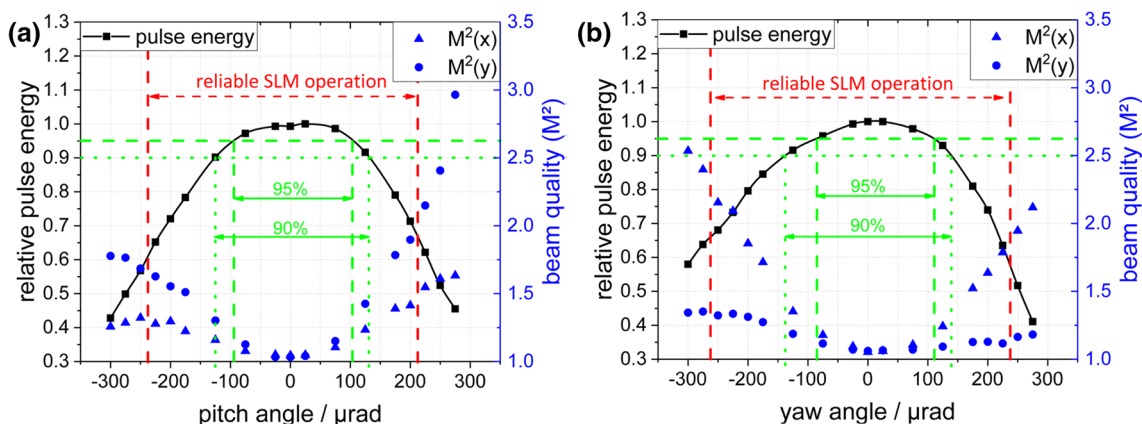 (a)
pulse energy
M²(x)
M²(y)
reliable SLM operation
95%
90%
relative pulse energy
1.3
1.2
1.1
1.0
0.9
0.8
0.7
0.6
0.5
0.4
0.3
-300 -200 -100 0 100 200 300
pitch angle / µrad
3.5
3.0
2.5
2.0
1.5
1.0
beam quality (M²)
(b)
pulse energy
M²(x)
M²(y)
reliable SLM operation
95%
90%
relative pulse energy
1.3
1.2
1.1
1.0
0.9
0.8
0.7
0.6
0.5
0.4
0.3
-300 -200 -100 0 100 200 300
yaw angle / µrad
3.5
3.0
2.5
2.0
1.5
1.0
beam quality (M²)